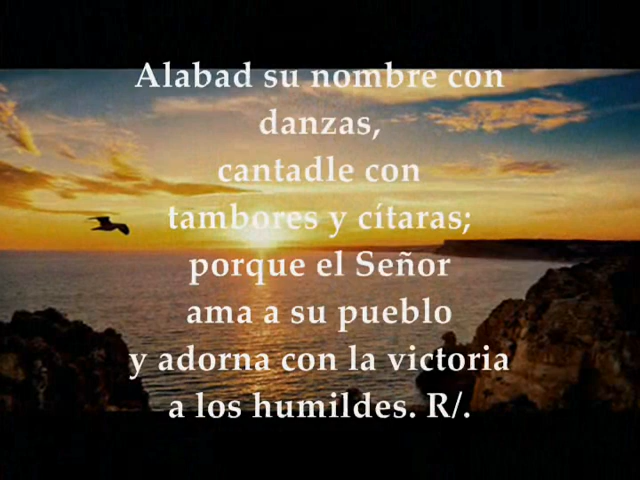 Alabad su nombre con
danzas,
cantadle con
tambores y cítaras;
porque el Señor
ama a su pueblo
y adorna con la victoria
a los humildes. R/.